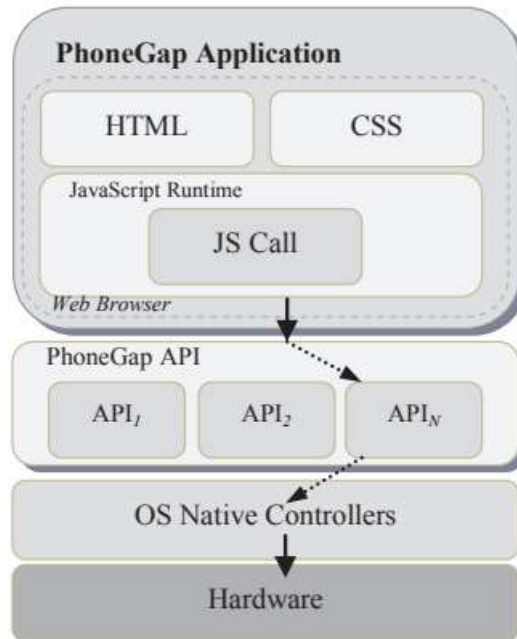 PhoneGap Application
HTML
CSS
JavaScript Runtime
JS Call
Web Browser
PhoneGap API
API1
API2
APIN
OS Native Controllers
Hardware